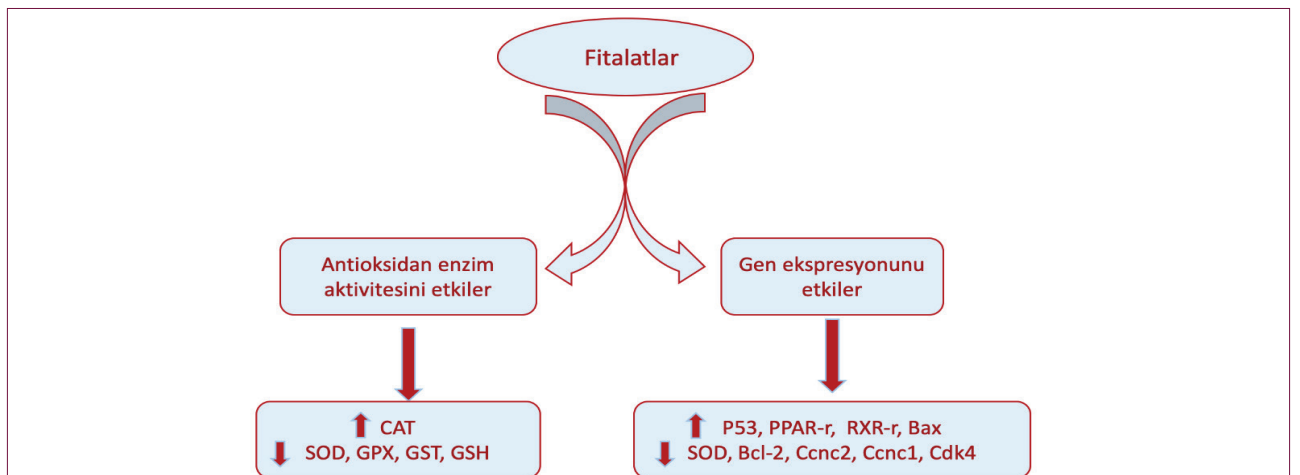 Fitalatlar
Antioksidan enzim
aktivitesini etkiler
Gen ekspresyonunu
etkiler
CAT
SOD, GPX, GST, GSH
P53, PPAR-r, RXR-r, Bax
SOD, Bcl-2, Ccnc2, Ccnc1, Cdk4